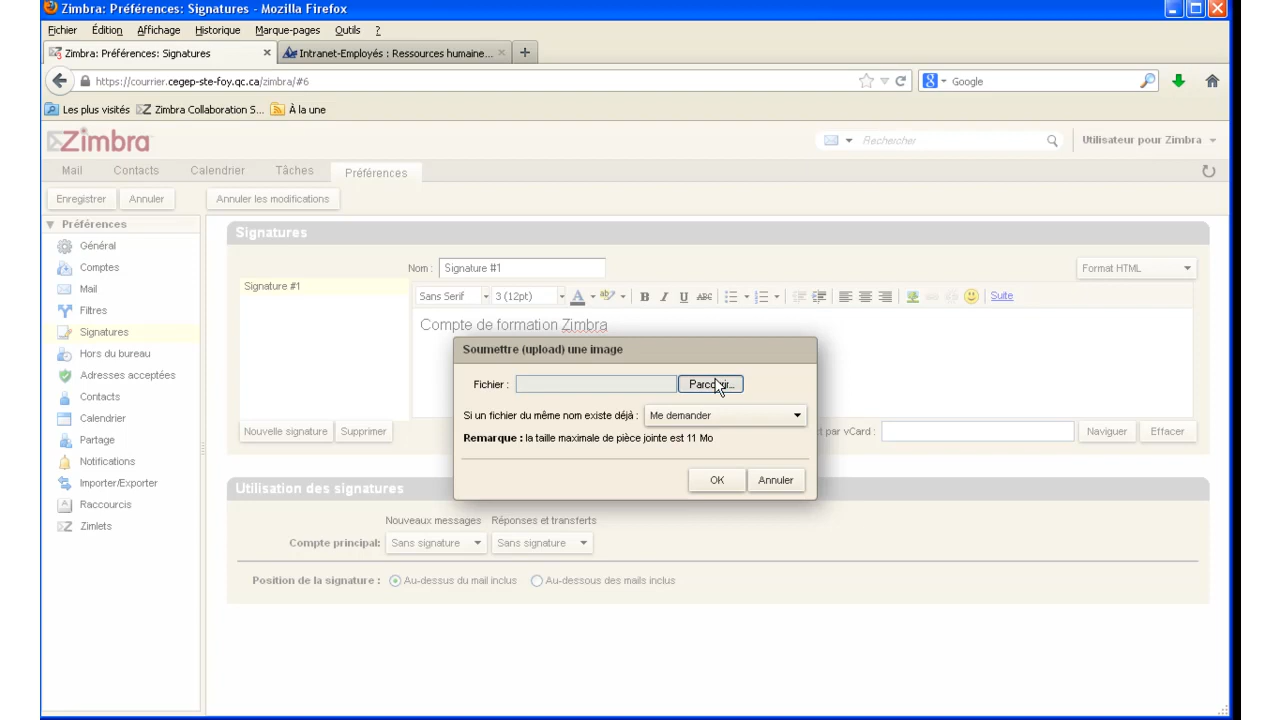 Zimbra: Préférences: Signatures - Mozilla Firefox
Fichier Édition Affichage Historique Marque-pages Outils ?
Zimbra: Préférences: Signatures × Intranet-Employés : Ressources humaine... × +
https://courrier.cegep-ste-foy.qc.ca/zimbra/#6 Google
Les plus visités Zimbra Collaboration S... À la une
Zimbra Rechercher Utilisateur pour Zimbra
Mail Contacts Calendrier Tâches Préférences
Enregistrer Annuler Annuler les modifications
Préférences
Général
Comptes
Mail
Filtres
Signatures
Hors du bureau
Adresses acceptées
Contacts
Calendrier
Partage
Notifications
Importer/Exporter
Raccourcis
Zimlets
Signatures
Nom : Signature #1 Format HTML
Signature #1
Sans Serif 3 (12pt) A ab B I U ABC Suite
Compte de formation Zimbra
Soumettre (upload) une image
Fichier : Parcourir...
Si un fichier du même nom existe déjà : Me demander
Remarque : la taille maximale de pièce jointe est 11 Mo
OK Annuler
Nouvelle signature Supprimer par vCard : Naviguer Effacer
Utilisation des signatures
Nouveaux messages Réponses et transferts
Compte principal: Sans signature Sans signature
Position de la signature : Au-dessus du mail inclus Au-dessous des mails inclus